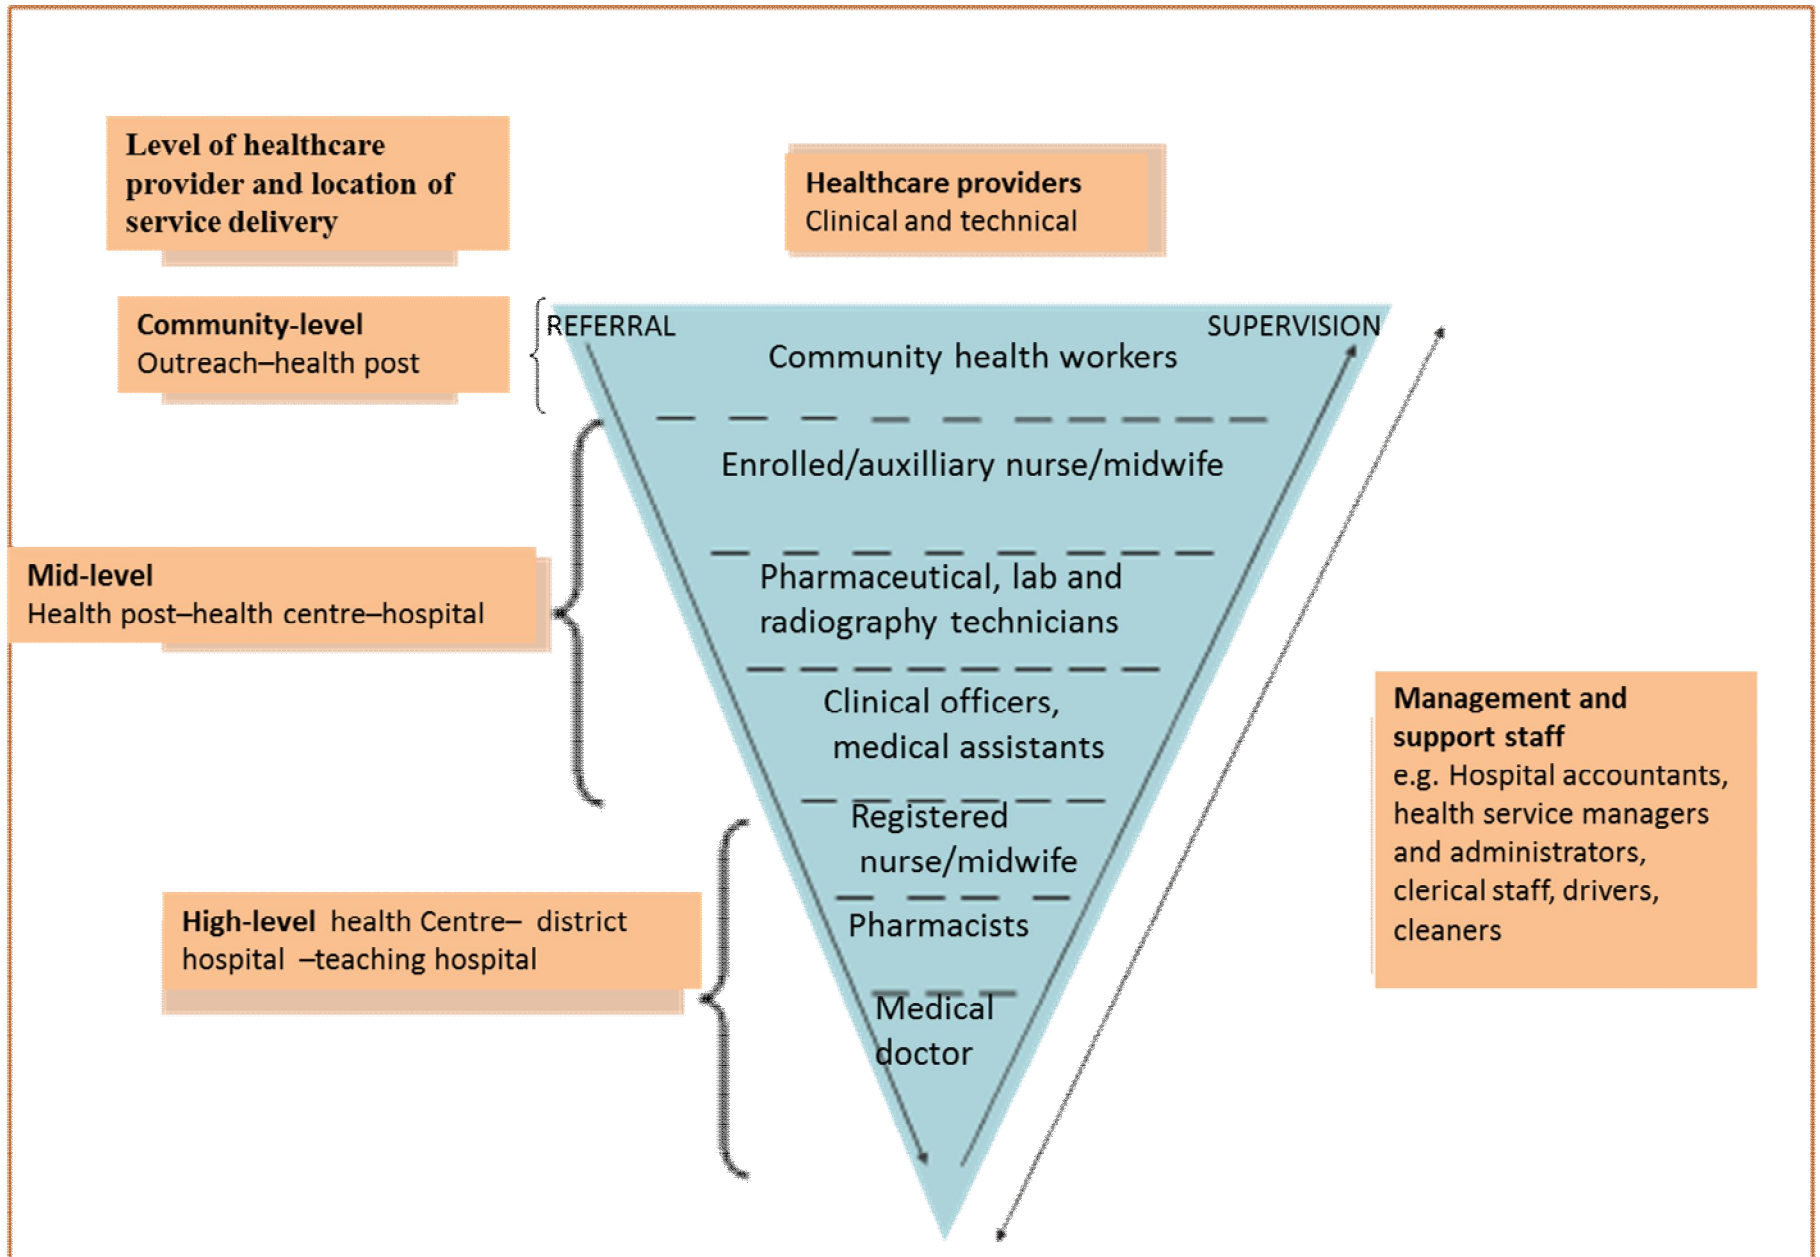 Level of healthcare
provider and location of
service delivery
Healthcare providers
Clinical and technical
Community-level
Outreach–health post
REFERRAL
SUPERVISION
Community health workers
Enrolled/auxilliary nurse/midwife
Mid-level
Health post–health centre–hospital
Pharmaceutical, lab and
radiography technicians
Clinical officers,
medical assistants
Management and
support staff
e.g. Hospital accountants,
health service managers
and administrators,
clerical staff, drivers,
cleaners
Registered
nurse/midwife
High-level health Centre– district
hospital –teaching hospital
Pharmacists
Medical
doctor